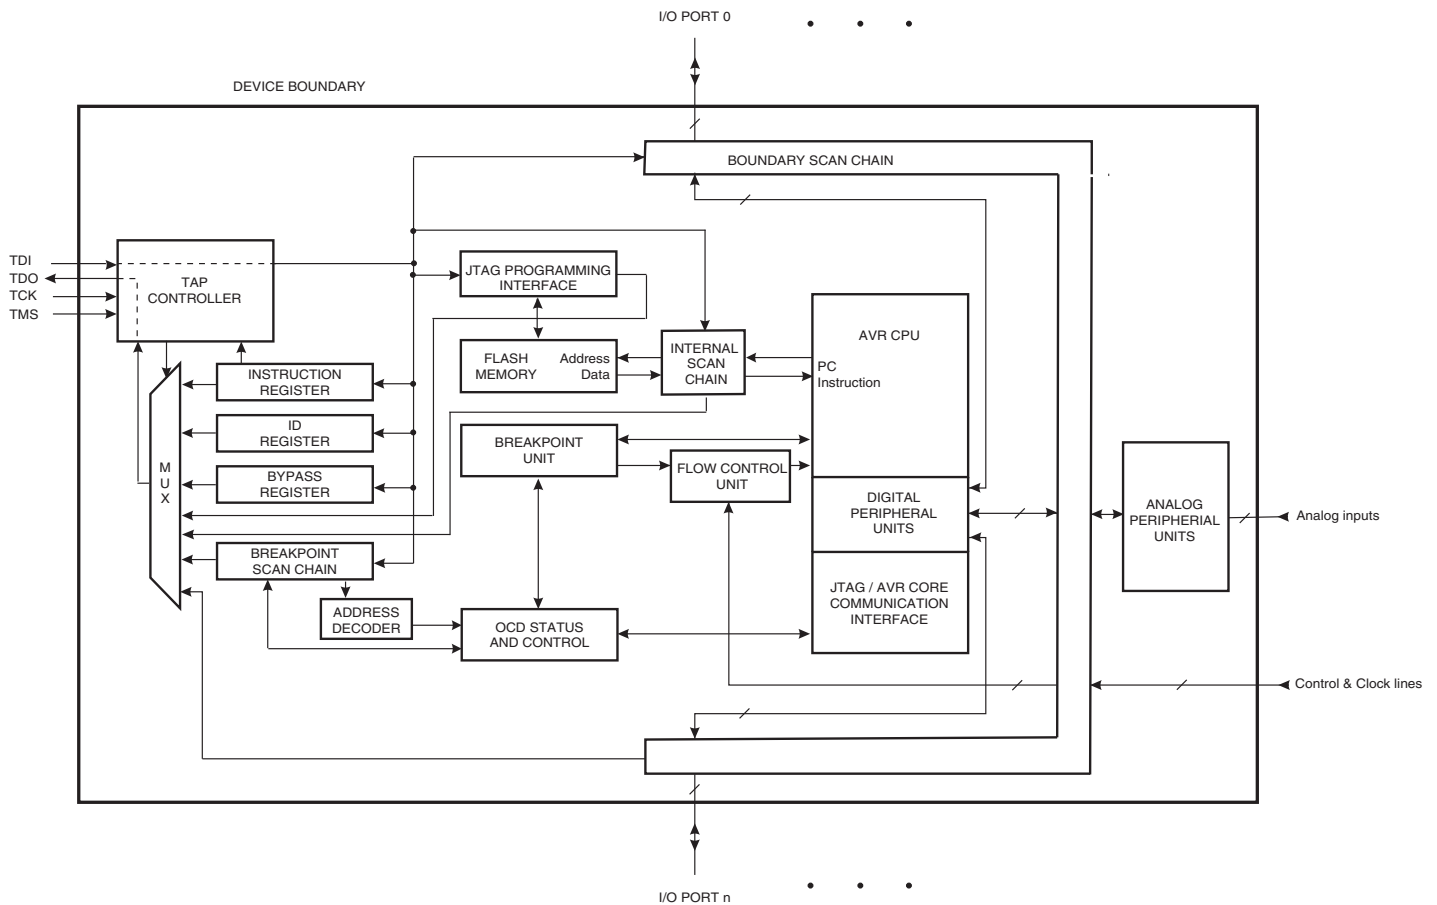 I/O PORT 0
DEVICE BOUNDARY
BOUNDARY SCAN CHAIN
TDI
TDO
TCK
TMS
TAP
CONTROLLER
JTAG PROGRAMMING
INTERFACE
FLASH
MEMORY
Address
Data
INTERNAL
SCAN
CHAIN
AVR CPU
PC
Instruction
INSTRUCTION
REGISTER
ID
REGISTER
BYPASS
REGISTER
M
U
X
BREAKPOINT
UNIT
FLOW CONTROL
UNIT
DIGITAL
PERIPHERAL
UNITS
ANALOG
PERIPHERIAL
UNITS
Analog inputs
BREAKPOINT
SCAN CHAIN
ADDRESS
DECODER
OCD STATUS
AND CONTROL
JTAG / AVR CORE
COMMUNICATION
INTERFACE
Control & Clock lines
I/O PORT n